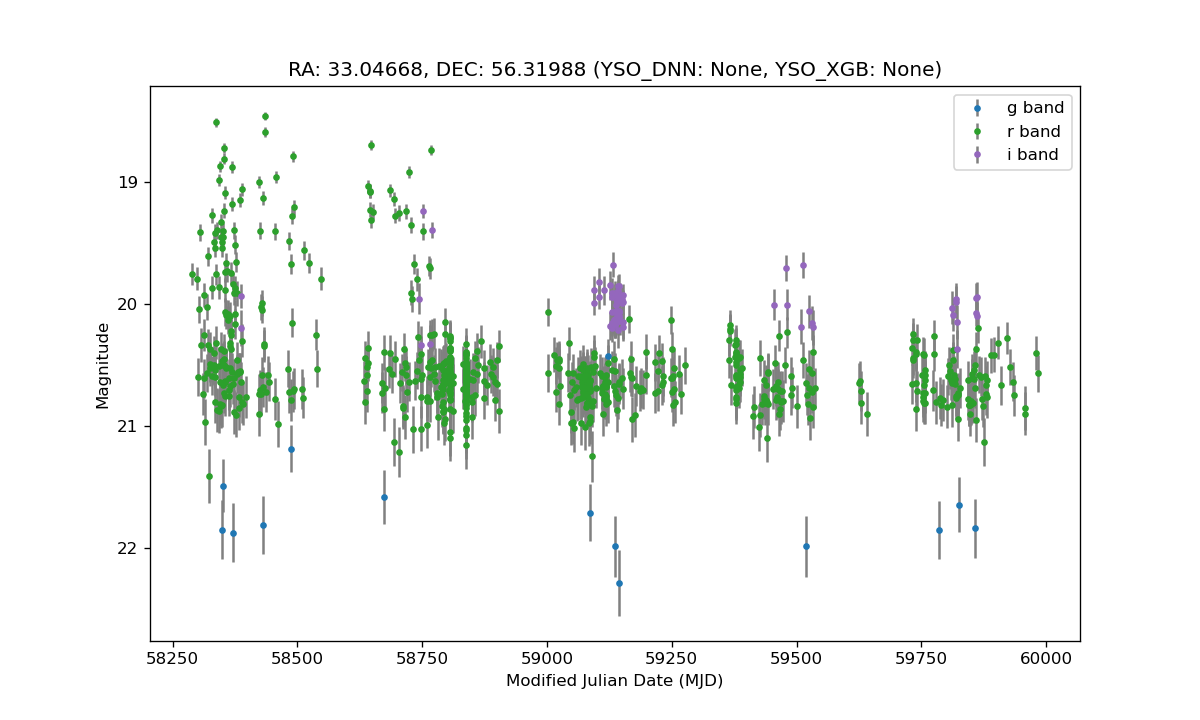 RA: 33.04668, DEC: 56.31988 (YSO_DNN: None, YSO_XGB: None)
g band
r band
i band
19
20
21
22
Magnitude
58250 58500 58750 59000 59250 59500 59750 60000
Modified Julian Date (MJD)